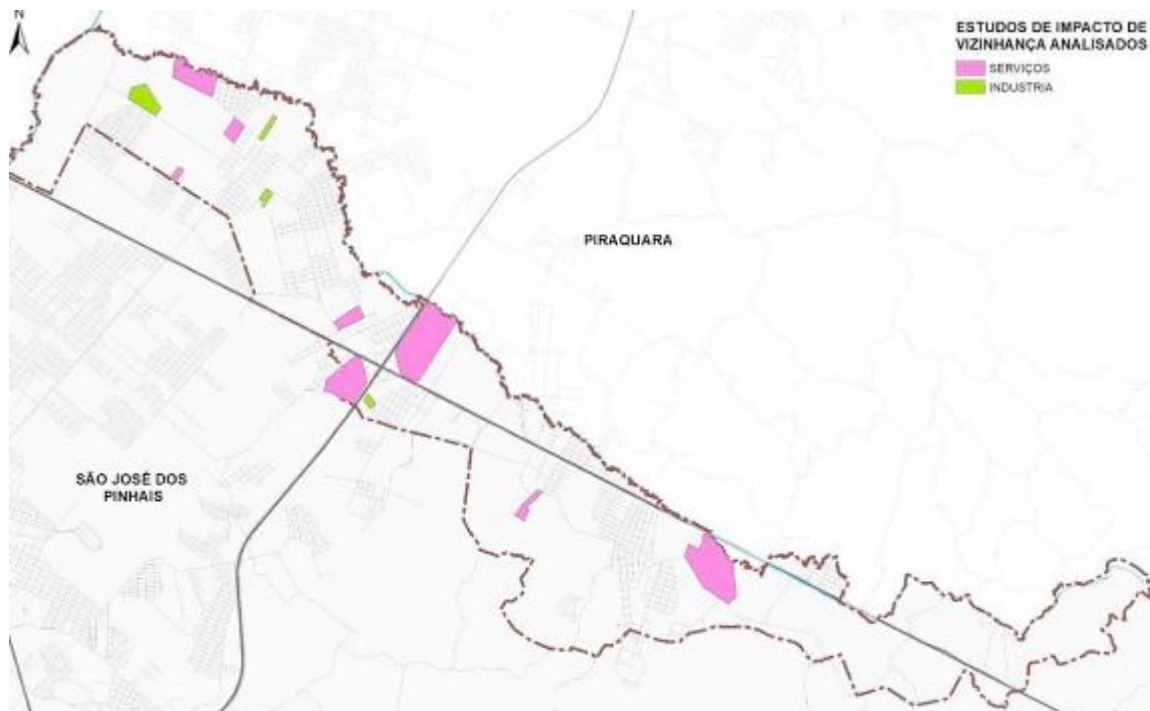 N
ESTUDOS DE IMPACTO DE
VIZINHANÇA ANALISADOS
SERVIÇOS
INDUSTRIA
PIRAQUARA
SÃO JOSÉ DOS
PINHAIS